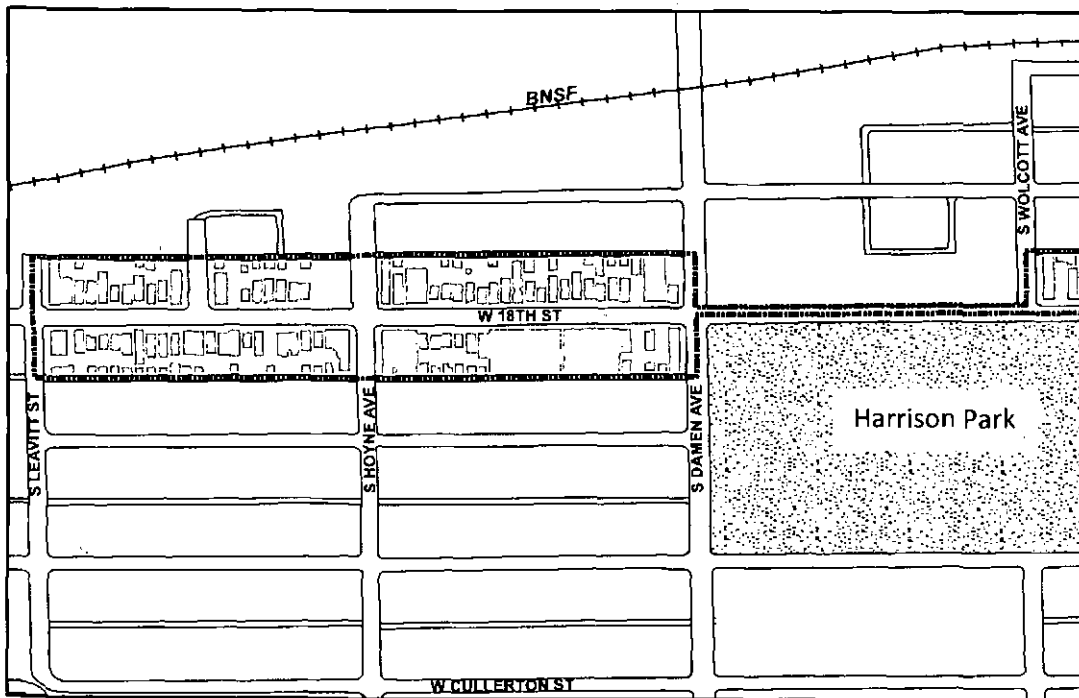 BNSF
S WOLCOTT AVE
W 18TH ST
Harrison Park
S LEAVITT ST
S HOYNE AVE
S DAMEN AVE
W CULLERTON ST